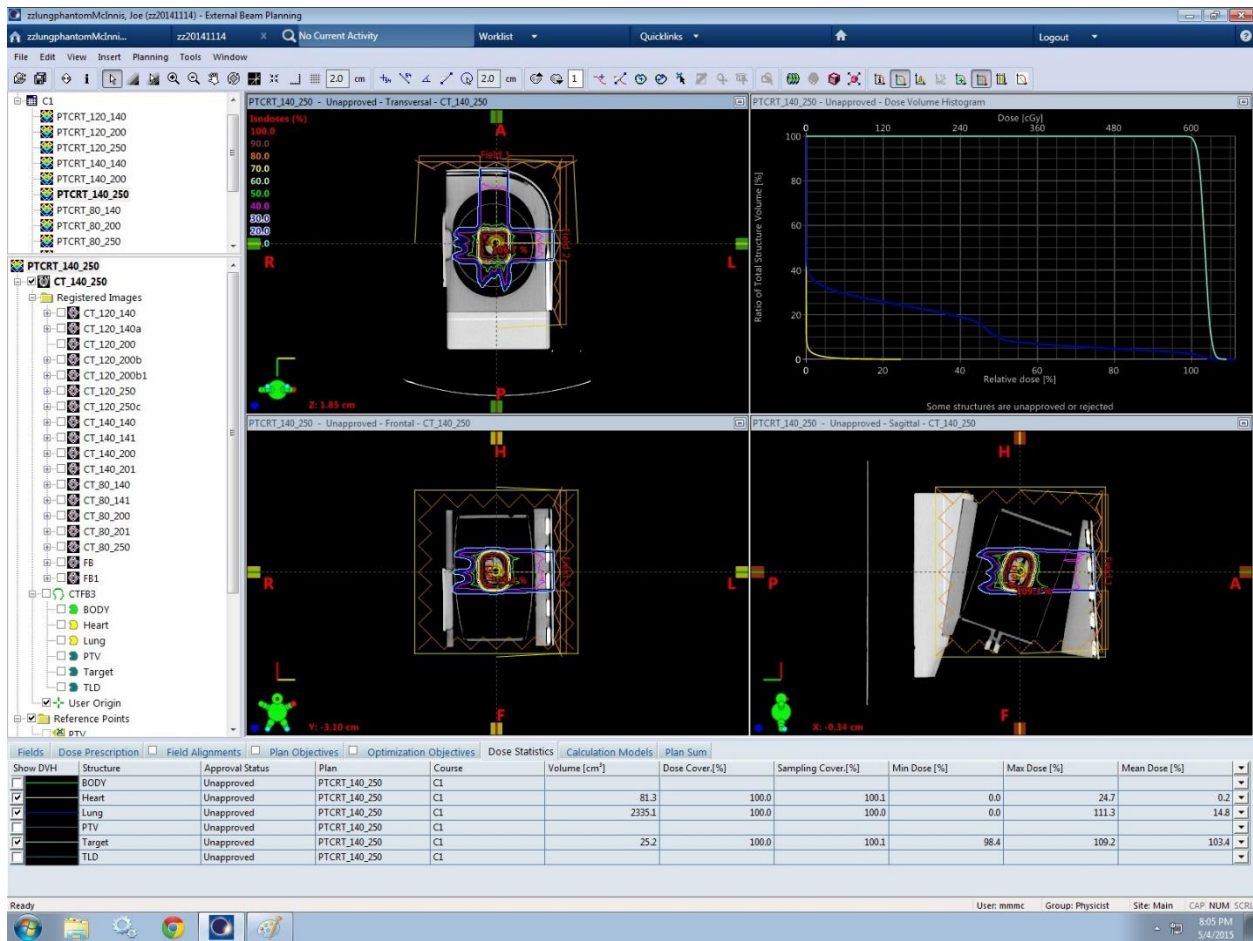 zzlungphantomMcInnis, Joe (zz20141114) - External Beam Planning
zzlungphantomMcInni... zz20141114 X No Current Activity Worklist Quicklinks Logout
File Edit View Insert Planning Tools Window
2.0 cm 2.0 cm 1
C1
PTCRT_120_140
PTCRT_120_200
PTCRT_120_250
PTCRT_140_140
PTCRT_140_200
PTCRT_140_250
PTCRT_80_140
PTCRT_80_200
PTCRT_80_250
PTCRT_140_250
CT_140_250
Registered Images
CT_120_140
CT_120_140a
CT_120_200
CT_120_200b
CT_120_200b1
CT_120_250
CT_120_250c
CT_140_140
CT_140_141
CT_140_200
CT_140_201
CT_80_140
CT_80_141
CT_80_200
CT_80_201
CT_80_250
FB
FB1
CTFB3
BODY
Heart
Lung
PTV
Target
TLD
User Origin
Reference Points
PTV
PTCRT_140_250 - Unapproved - Transversal - CT_140_250
Isodoses (%)
100.0
90.0
80.0
70.0
60.0
50.0
40.0
30.0
20.0
A
Field 1
Field 2
R
L
P
Z: 1.85 cm
PTCRT_140_250 - Unapproved - Dose Volume Histogram
Dose [cGy]
0 120 240 360 480 600
Ratio of Total Structure Volume [%]
100
80
60
40
20
0
0 20 40 60 80 100
Relative dose [%]
Some structures are unapproved or rejected
PTCRT_140_250 - Unapproved - Frontal - CT_140_250
H
R
L
F
Y: -3.10 cm
PTCRT_140_250 - Unapproved - Sagittal - CT_140_250
H
P
A
109.2 %
F
X: -0.34 cm
Fields Dose Prescription Field Alignments Plan Objectives Optimization Objectives Dose Statistics Calculation Models Plan Sum
Show DVH Structure Approval Status Plan Course Volume [cm³] Dose Cover.[%] Sampling Cover.[%] Min Dose [%] Max Dose [%] Mean Dose [%]
BODY Unapproved PTCRT_140_250 C1
Heart Unapproved PTCRT_140_250 C1 81.3 100.0 100.1 0.0 24.7 0.2
Lung Unapproved PTCRT_140_250 C1 2335.1 100.0 100.0 0.0 111.3 14.8
PTV Unapproved PTCRT_140_250 C1
Target Unapproved PTCRT_140_250 C1 25.2 100.0 100.1 98.4 109.2 103.4
TLD Unapproved PTCRT_140_250 C1
Ready User: mmmc Group: Physicist Site: Main CAP NUM SCRL
8:05 PM
5/4/2015